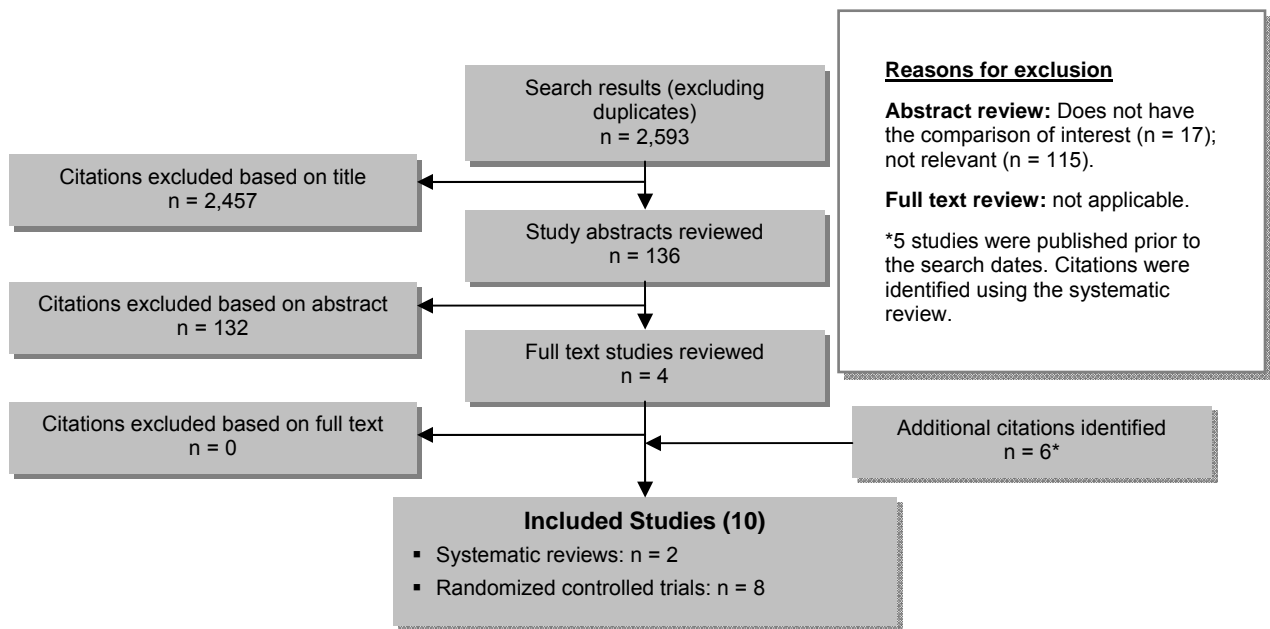 Search results (excluding
duplicates)
n = 2,593
Citations excluded based on title
n = 2,457
Study abstracts reviewed
n = 136
Citations excluded based on abstract
n = 132
Full text studies reviewed
n = 4
Citations excluded based on full text
n = 0
Additional citations identified
n = 6*
Included Studies (10)
▪ Systematic reviews: n = 2
▪ Randomized controlled trials: n = 8
Reasons for exclusion
Abstract review: Does not have
the comparison of interest (n = 17);
not relevant (n = 115).
Full text review: not applicable.
*5 studies were published prior to
the search dates. Citations were
identified using the systematic
review.